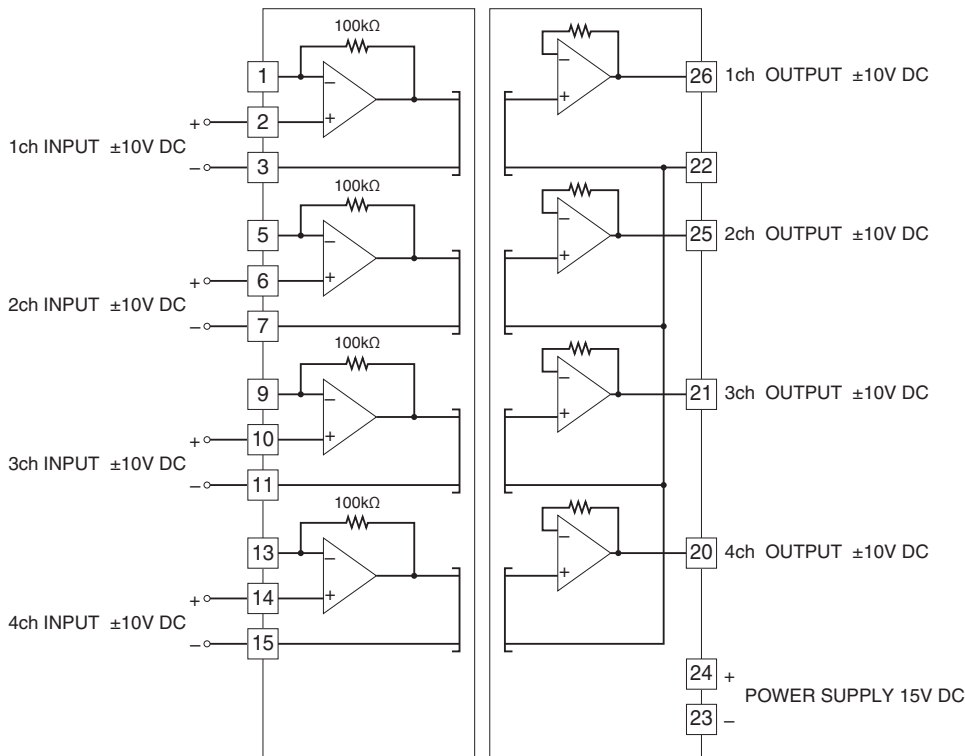 100kΩ
1
−
26
1ch OUTPUT ±10V DC
+ 2
+
1ch INPUT ±10V DC
− 3
22
100kΩ
5
−
25
2ch OUTPUT ±10V DC
+ 6
+
2ch INPUT ±10V DC
− 7
100kΩ
9
−
21
3ch OUTPUT ±10V DC
+ 10
+
3ch INPUT ±10V DC
− 11
100kΩ
13
−
20
4ch OUTPUT ±10V DC
+ 14
+
4ch INPUT ±10V DC
− 15
24 +
POWER SUPPLY 15V DC
23 −